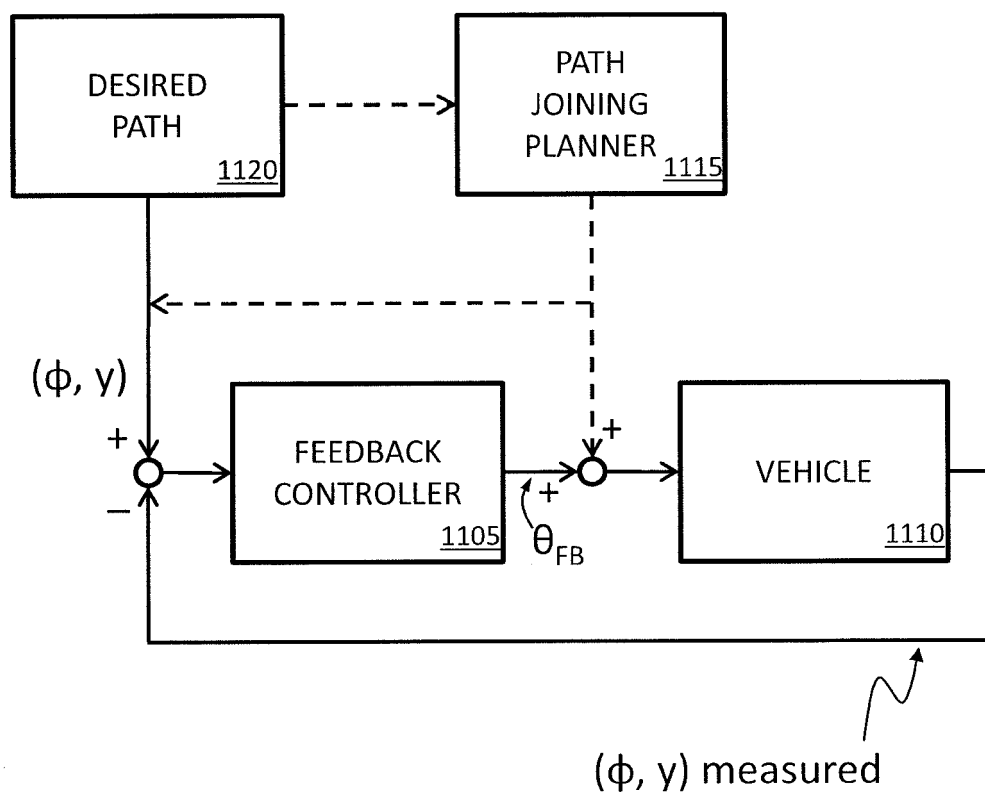 DESIRED
PATH
1120
PATH
JOINING
PLANNER
1115
(ϕ, y)
+
−
FEEDBACK
CONTROLLER
1105
+
θFB
+
VEHICLE
1110
(ϕ, y) measured